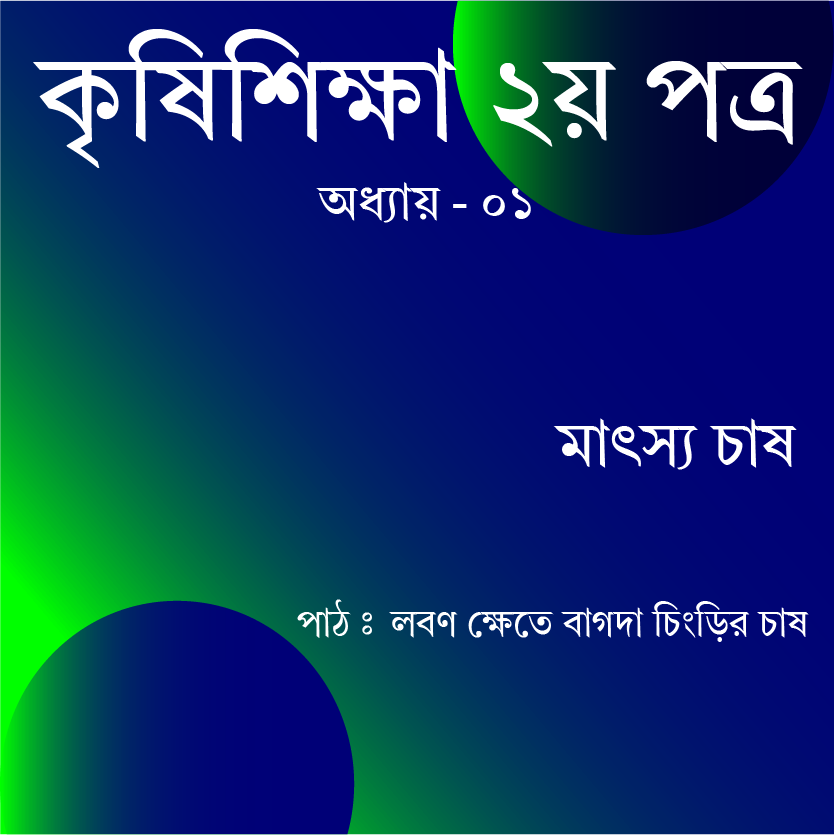 কৃষিশিক্ষা ২য় পত্র
অধ্যায় - ০১
মাৎস্য চাষ
পাঠ ঃ লবণ ক্ষেতে বাগদা চিংড়ির চাষ